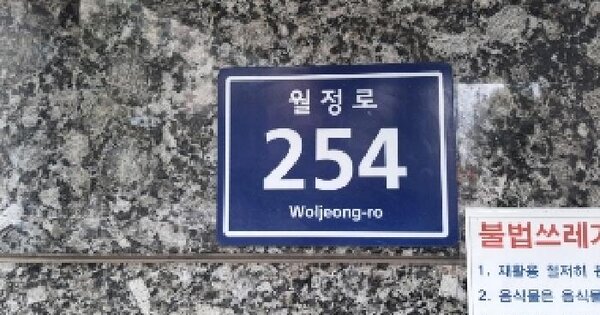 월정로
254
Woljeong-ro
불법쓰레기
1. 재활용 철저히
2. 음식물은 음식물